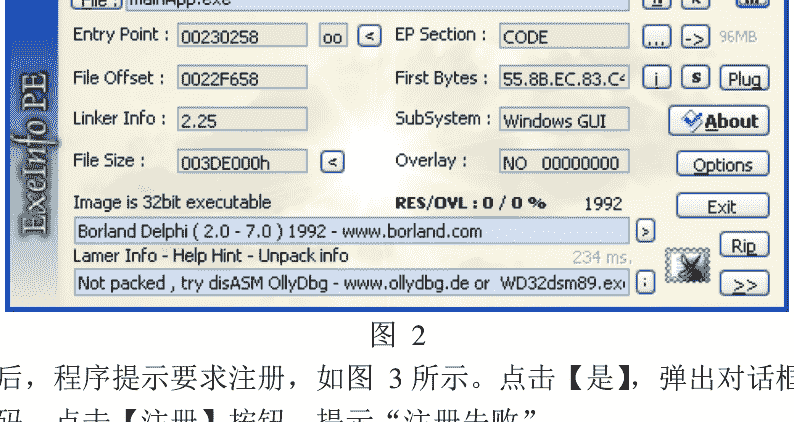 File : mainApp.exe
Entry Point : 00230258 oo < EP Section : CODE ... -> 96MB
File Offset : 0022F658 First Bytes : 55.8B.EC.83.C4 i s Plug
Linker Info : 2.25 SubSystem : Windows GUI About
File Size : 003DE000h < Overlay : NO 00000000 Options
Image is 32bit executable RES/OVL : 0 / 0 % 1992 Exit
Borland Delphi ( 2.0 - 7.0 ) 1992 - www.borland.com > Rip
Lamer Info - Help Hint - Unpack info 234 ms.
Not packed , try disASM OllyDbg - www.ollydbg.de or WD32dsm89.exe ; >>
ExeInfo PE
图 2
后，程序提示要求注册，如图 3 所示。点击【是】，弹出对话框
码，点击【注册】按钮，提示“注册失败”